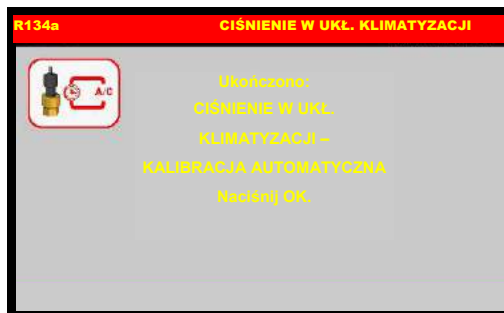 R134a CIŚNIENIE W UKŁ. KLIMATYZACJI
A/C
Ukończono:
CIŚNIENIE W UKŁ.
KLIMATYZACJI –
KALIBRACJA AUTOMATYCZNA
Naciśnij OK.